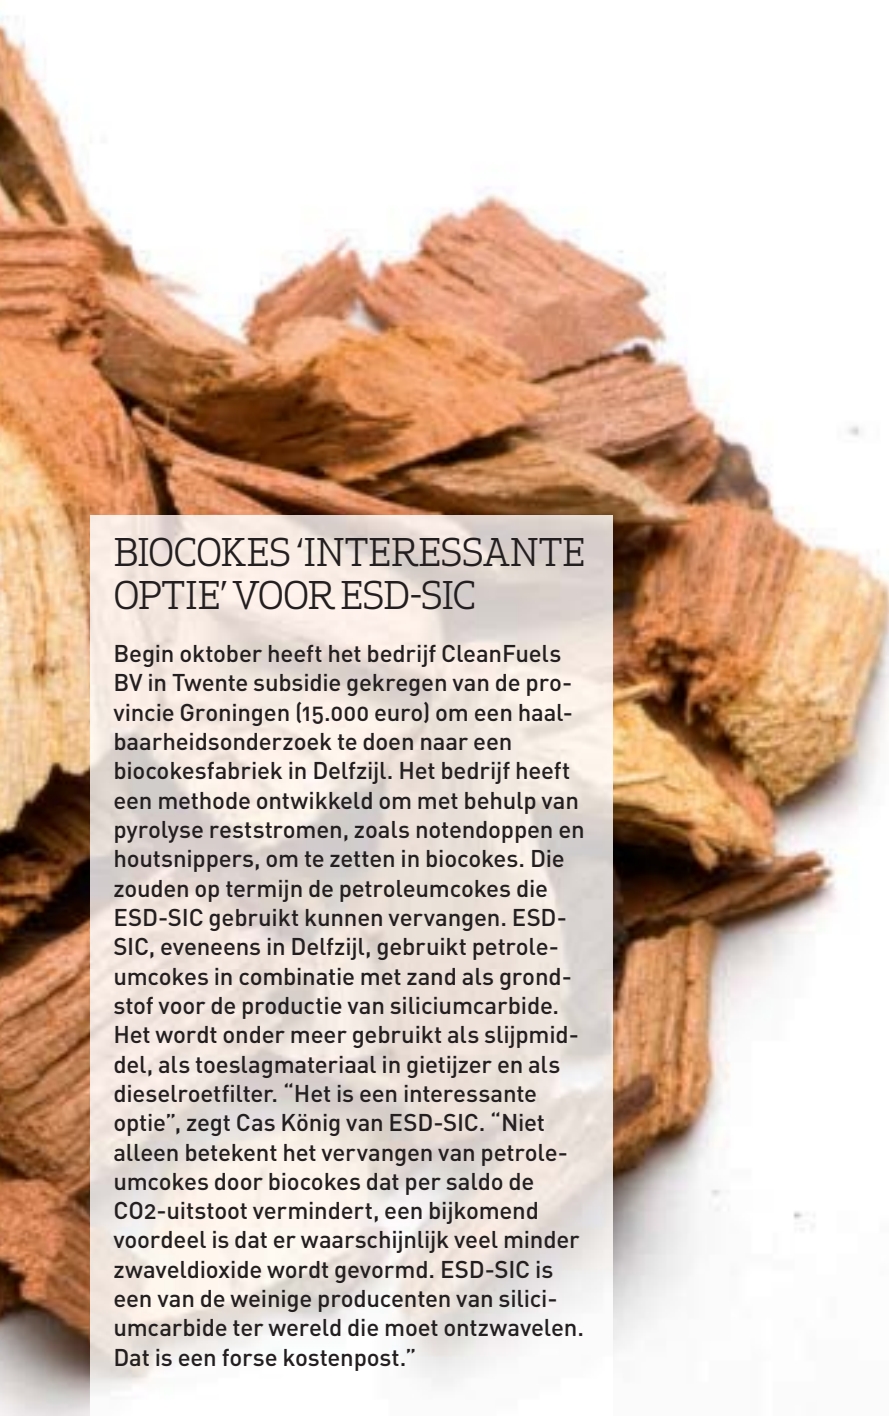 BIOCOKES ‘INTERESSANTE
OPTIE’ VOOR ESD-SIC
Begin oktober heeft het bedrijf CleanFuels
BV in Twente subsidie gekregen van de pro-
vincie Groningen (15.000 euro) om een haal-
baarheidsonderzoek te doen naar een
biocokesfabriek in Delfzijl. Het bedrijf heeft
een methode ontwikkeld om met behulp van
pyrolyse reststromen, zoals notendoppen en
houtsnippers, om te zetten in biocokes. Die
zouden op termijn de petroleumcokes die
ESD-SIC gebruikt kunnen vervangen. ESD-
SIC, eveneens in Delfzijl, gebruikt petrole-
umcokes in combinatie met zand als grond-
stof voor de productie van siliciumcarbide.
Het wordt onder meer gebruikt als slijpmid-
del, als toeslagmateriaal in gietijzer en als
dieselroetfilter. “Het is een interessante
optie”, zegt Cas König van ESD-SIC. “Niet
alleen betekent het vervangen van petrole-
umcokes door biocokes dat per saldo de
CO2-uitstoot vermindert, een bijkomend
voordeel is dat er waarschijnlijk veel minder
zwaveldioxide wordt gevormd. ESD-SIC is
een van de weinige producenten van silici-
umcarbide ter wereld die moet ontzwavelen.
Dat is een forse kostenpost.”